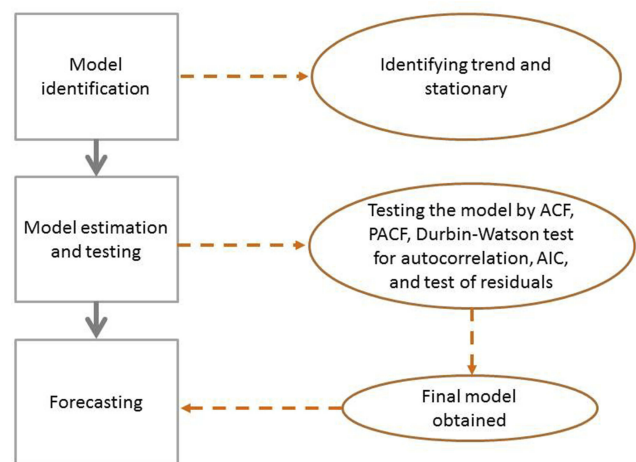 Model
identification
Identifying trend and
stationary
Model estimation
and testing
Testing the model by ACF,
PACF, Durbin-Watson test
for autocorrelation, AIC,
and test of residuals
Forecasting
Final model
obtained